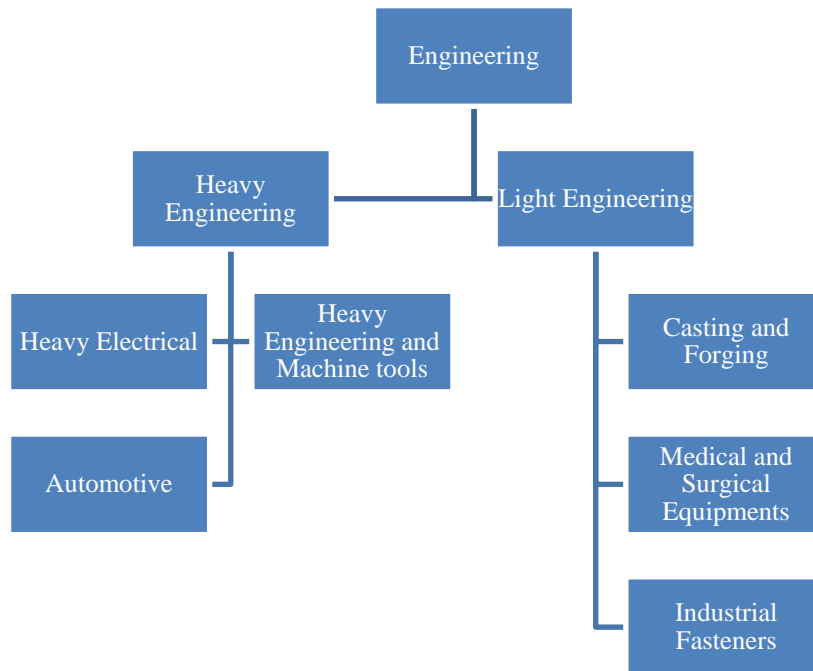 Engineering
Heavy
Engineering
Light Engineering
Heavy Electrical
Heavy
Engineering and
Machine tools
Casting and
Forging
Automotive
Medical and
Surgical
Equipments
Industrial
Fasteners